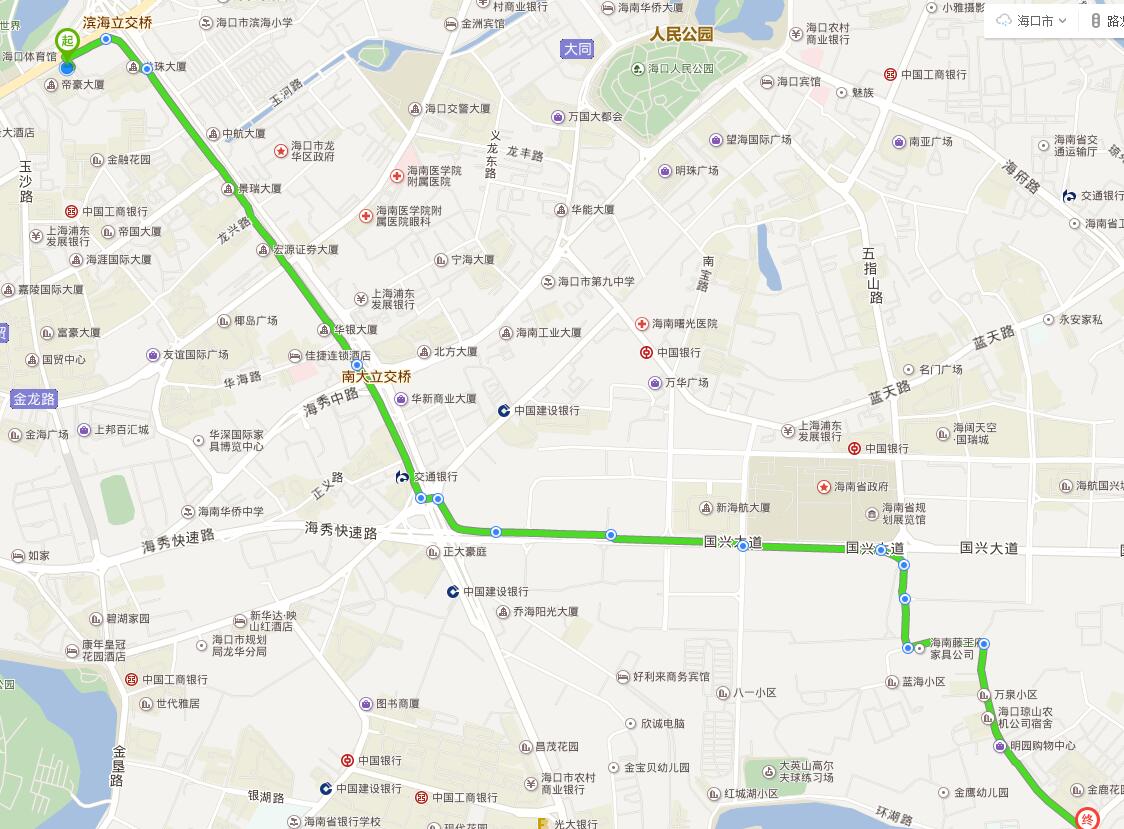 世界
滨海立交桥
海口市滨海小学
金洲宾馆
村商业银行
海南华侨大厦
人民公园
海口农村
商业银行
小雅摄影
海口市
起
海口体育馆
大同
海口人民公园
中国工商银行
帝豪大厦
玉河路
海口交警大厦
海口宾馆
魅族
大酒店
中航大厦
万国大都会
义龙东路
龙丰路
望海国际广场
南亚广场
海南省交
通运输厅
海口市龙
华区政府
金融花园
玉沙路
海南医学院
附属医院
明珠广场
海府路
景瑞大厦
交通银行
中国工商银行
海南医学院附
属医院眼科
华能大厦
龙兴路
上海浦东
发展银行
帝国大厦
宏源证券大厦
海涯国际大厦
宁海大厦
南宝路
五指山路
嘉陵国际大厦
上海浦东
发展银行
海口市第九中学
椰岛广场
富豪大厦
华银大厦
海南工业大厦
海南曙光医院
永安家私
蓝天路
国贸中心
友谊国际广场
佳捷连锁酒店
北方大厦
中国银行
南大立交桥
华海路
万华广场
名门广场
蓝天路
金龙路
海秀中路
华新商业大厦
中国建设银行
金海广场
上邦百汇城
华深国际家
具博览中心
上海浦东
发展银行
中国银行
海阔天空
·国瑞城
正义路
交通银行
海南省政府
海航国兴城
海南华侨中学
新海航大厦
海南省规
划展览馆
海秀快速路
海秀快速路
国兴大道
国兴大道
国兴大道
如家
正大豪庭
中国建设银行
碧湖家园
新华达·映
山红酒店
乔海阳光大厦
康年皇冠
花园酒店
海口市规划
局龙华分局
家具公司
公园
中国工商银行
好利来商务宾馆
蓝海小区
世代雅居
图书商厦
八一小区
万泉小区
欣诚电脑
海口琼山农
机公司宿舍
金垦路
昌茂花园
明园购物中心
中国银行
金宝贝幼儿园
大英山高尔
夫球练习场
海口市农村
商业银行
中国建设银行
银湖路
中国工商银行
红城湖小区
金鹰幼儿园
环湖路
海南省银行学校
现代花园
光大银行
终